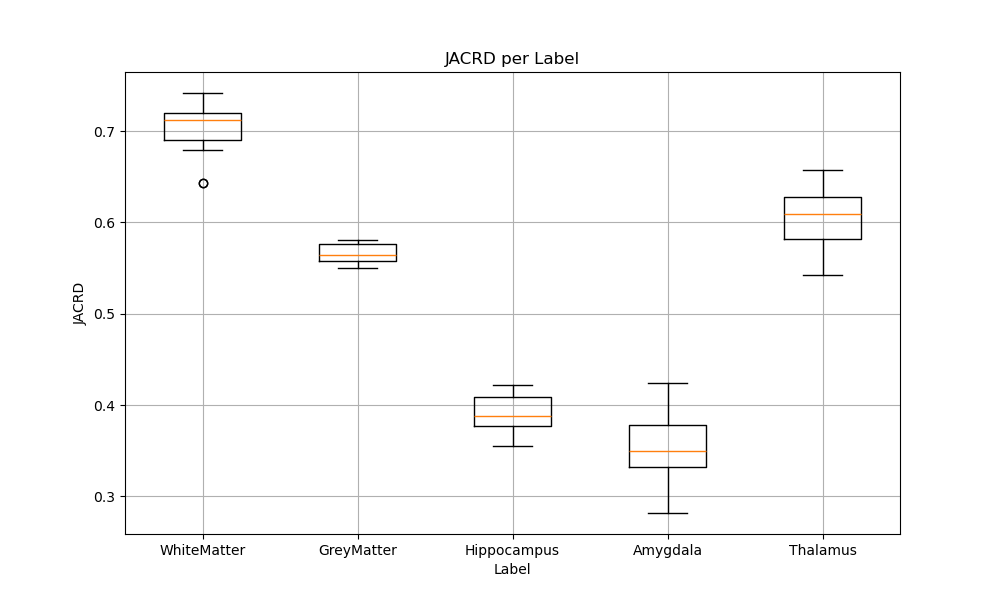 JACRD per Label
JACRD
0.7
0.6
0.5
0.4
0.3
WhiteMatter GreyMatter Hippocampus Amygdala Thalamus
Label